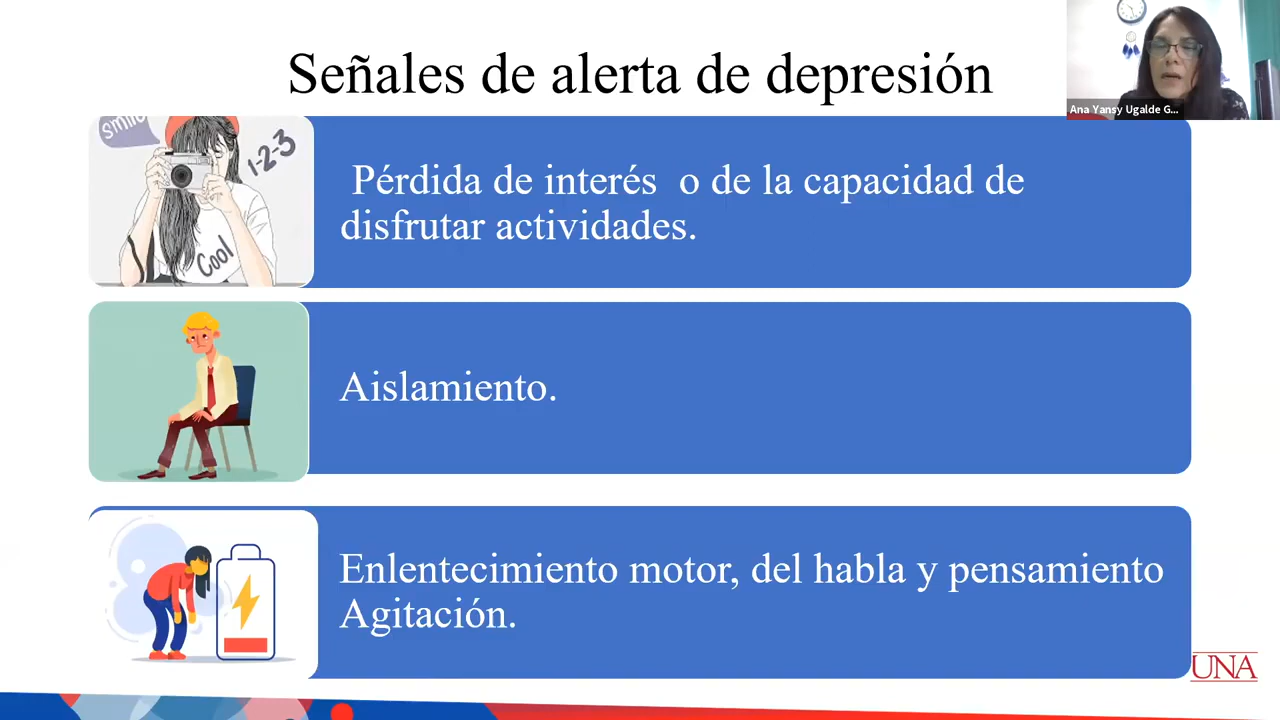 Señales de alerta de depresión
Ana Yansy Ugalde G...
smile
1-2-3
Cool
Pérdida de interés o de la capacidad de
disfrutar actividades.
Aislamiento.
Enlentecimiento motor, del habla y pensamiento
Agitación.
UNA